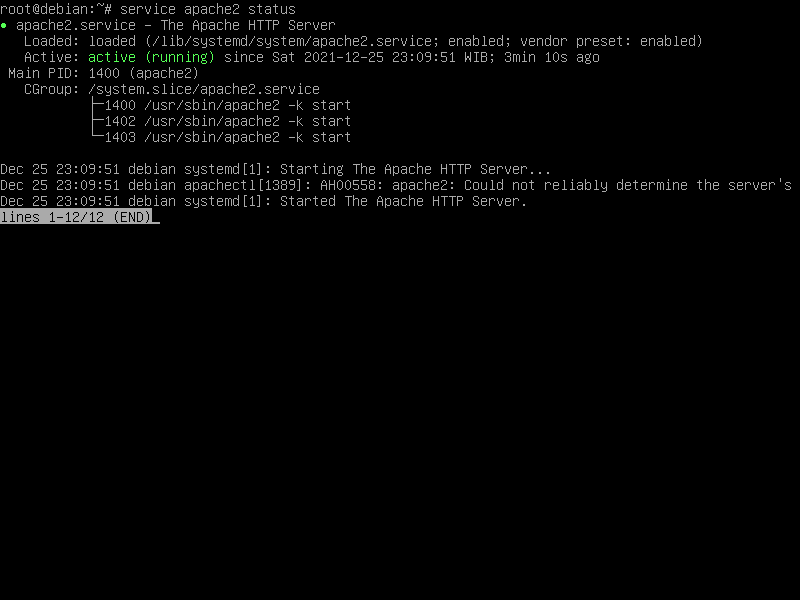 root@debian:~# service apache2 status
● apache2.service - The Apache HTTP Server
   Loaded: loaded (/lib/systemd/system/apache2.service; enabled; vendor preset: enabled)
   Active: active (running) since Sat 2021-12-25 23:09:51 WIB; 3min 10s ago
 Main PID: 1400 (apache2)
   CGroup: /system.slice/apache2.service
           ├─1400 /usr/sbin/apache2 -k start
           ├─1402 /usr/sbin/apache2 -k start
           └─1403 /usr/sbin/apache2 -k start

Dec 25 23:09:51 debian systemd[1]: Starting The Apache HTTP Server...
Dec 25 23:09:51 debian apachectl[1389]: AH00558: apache2: Could not reliably determine the server's
Dec 25 23:09:51 debian systemd[1]: Started The Apache HTTP Server.
lines 1-12/12 (END)